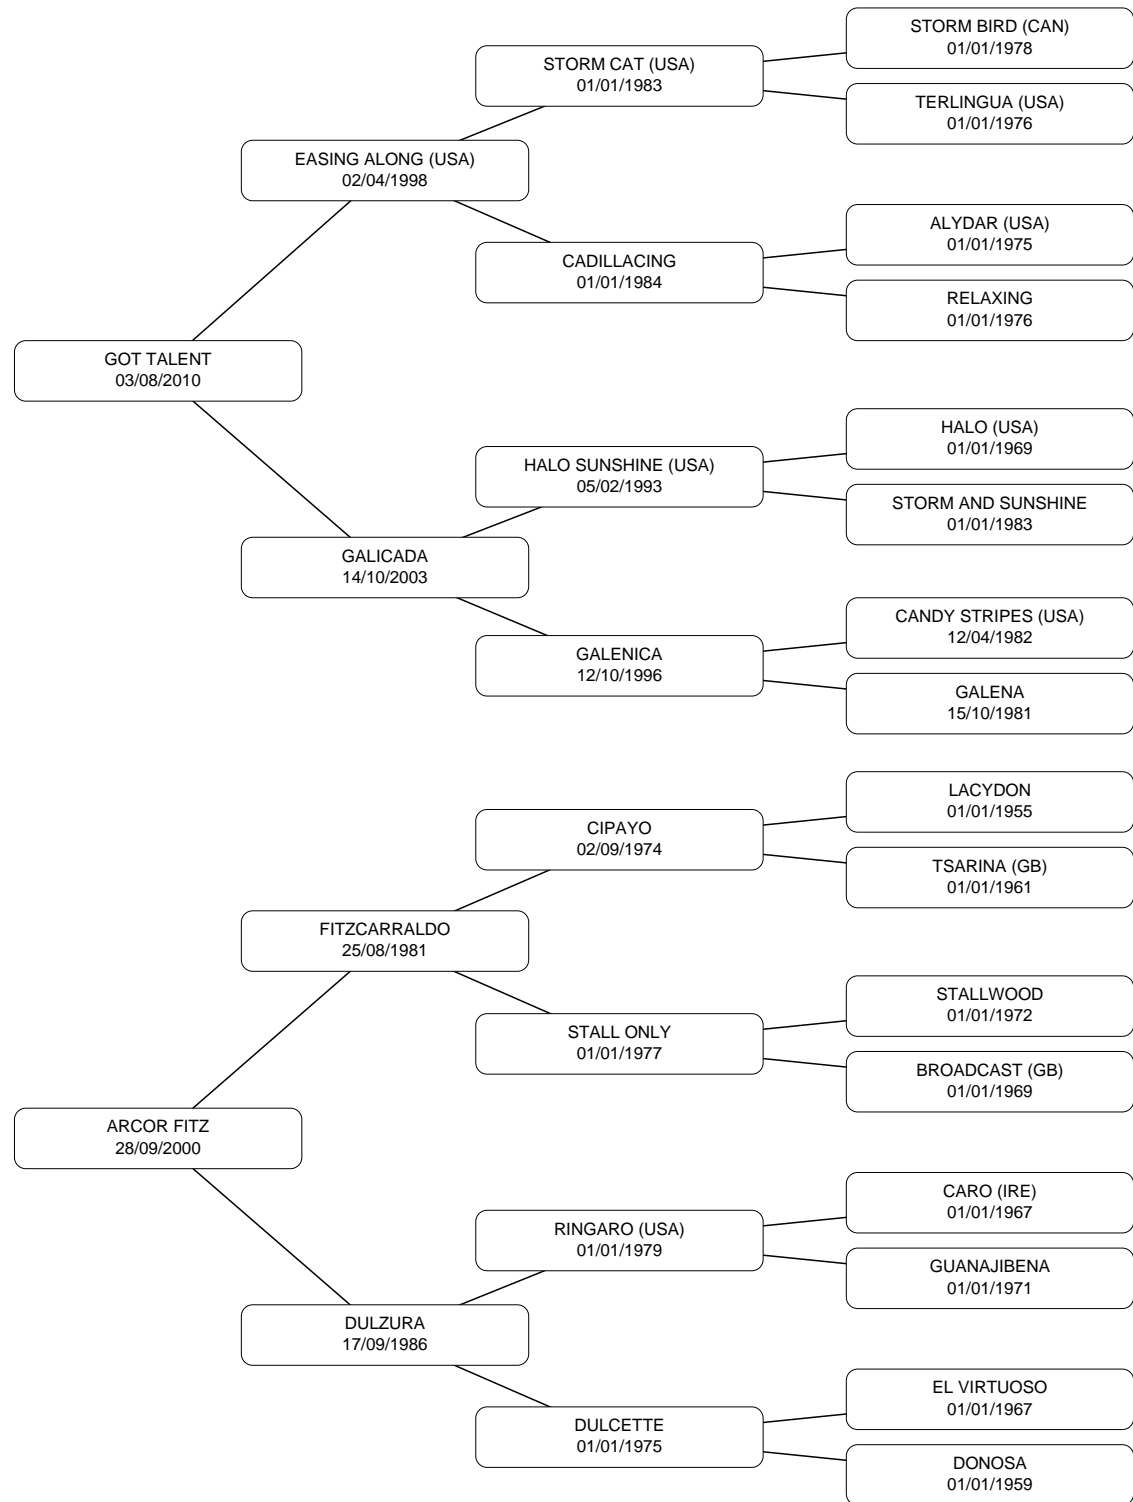 STORM BIRD (CAN)
01/01/1978
STORM CAT (USA)
01/01/1983
TERLINGUA (USA)
01/01/1976
EASING ALONG (USA)
02/04/1998
ALYDAR (USA)
01/01/1975
CADILLACING
01/01/1984
RELAXING
01/01/1976
GOT TALENT
03/08/2010
HALO (USA)
01/01/1969
HALO SUNSHINE (USA)
05/02/1993
STORM AND SUNSHINE
01/01/1983
GALICADA
14/10/2003
CANDY STRIPES (USA)
12/04/1982
GALENICA
12/10/1996
GALENA
15/10/1981
LACYDON
01/01/1955
CIPAYO
02/09/1974
TSARINA (GB)
01/01/1961
FITZCARRALDO
25/08/1981
STALLWOOD
01/01/1972
STALL ONLY
01/01/1977
BROADCAST (GB)
01/01/1969
ARCOR FITZ
28/09/2000
CARO (IRE)
01/01/1967
RINGARO (USA)
01/01/1979
GUANAJIBENA
01/01/1971
DULZURA
17/09/1986
EL VIRTUOSO
01/01/1967
DULCETTE
01/01/1975
DONOSA
01/01/1959